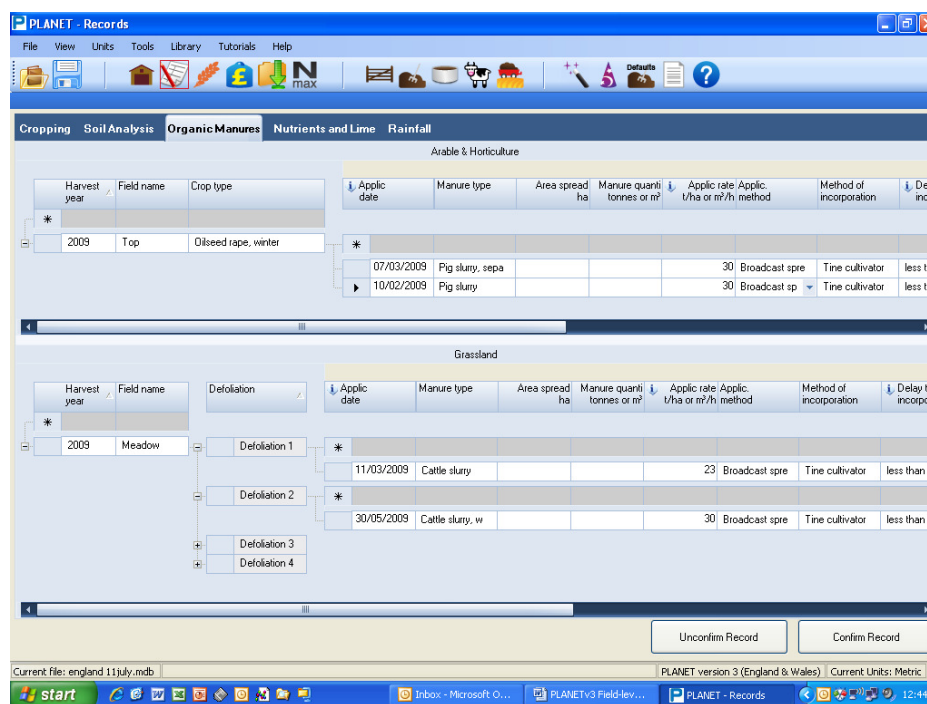 PLANET - Records
File View Units Tools Library Tutorials Help
N max Defaults
Cropping Soil Analysis Organic Manures Nutrients and Lime Rainfall
Arable & Horticulture
Harvest year Field name Crop type Applic date Manure type Area spread ha Manure quanti tonnes or m³ Applic rate t/ha or m³/h Applic. method Method of incorporation De inc
2009 Top Oilseed rape, winter
07/03/2009 Pig slurry, sepa 30 Broadcast spre Tine cultivator less t
10/02/2009 Pig slurry 30 Broadcast sp Tine cultivator less t
Grassland
Harvest year Field name Defoliation Applic date Manure type Area spread ha Manure quanti tonnes or m³ Applic rate t/ha or m³/h Applic. method Method of incorporation Delay t incorpo
2009 Meadow Defoliation 1
11/03/2009 Cattle slurry 23 Broadcast spre Tine cultivator less than
Defoliation 2
30/05/2009 Cattle slurry, w 30 Broadcast spre Tine cultivator less than
Defoliation 3
Defoliation 4
Unconfirm Record Confirm Record
Current file: england 11july.mdb PLANET version 3 (England & Wales) Current Units: Metric
start Inbox - Microsoft O... PLANETv3 Field-lev... PLANET - Records 12:44